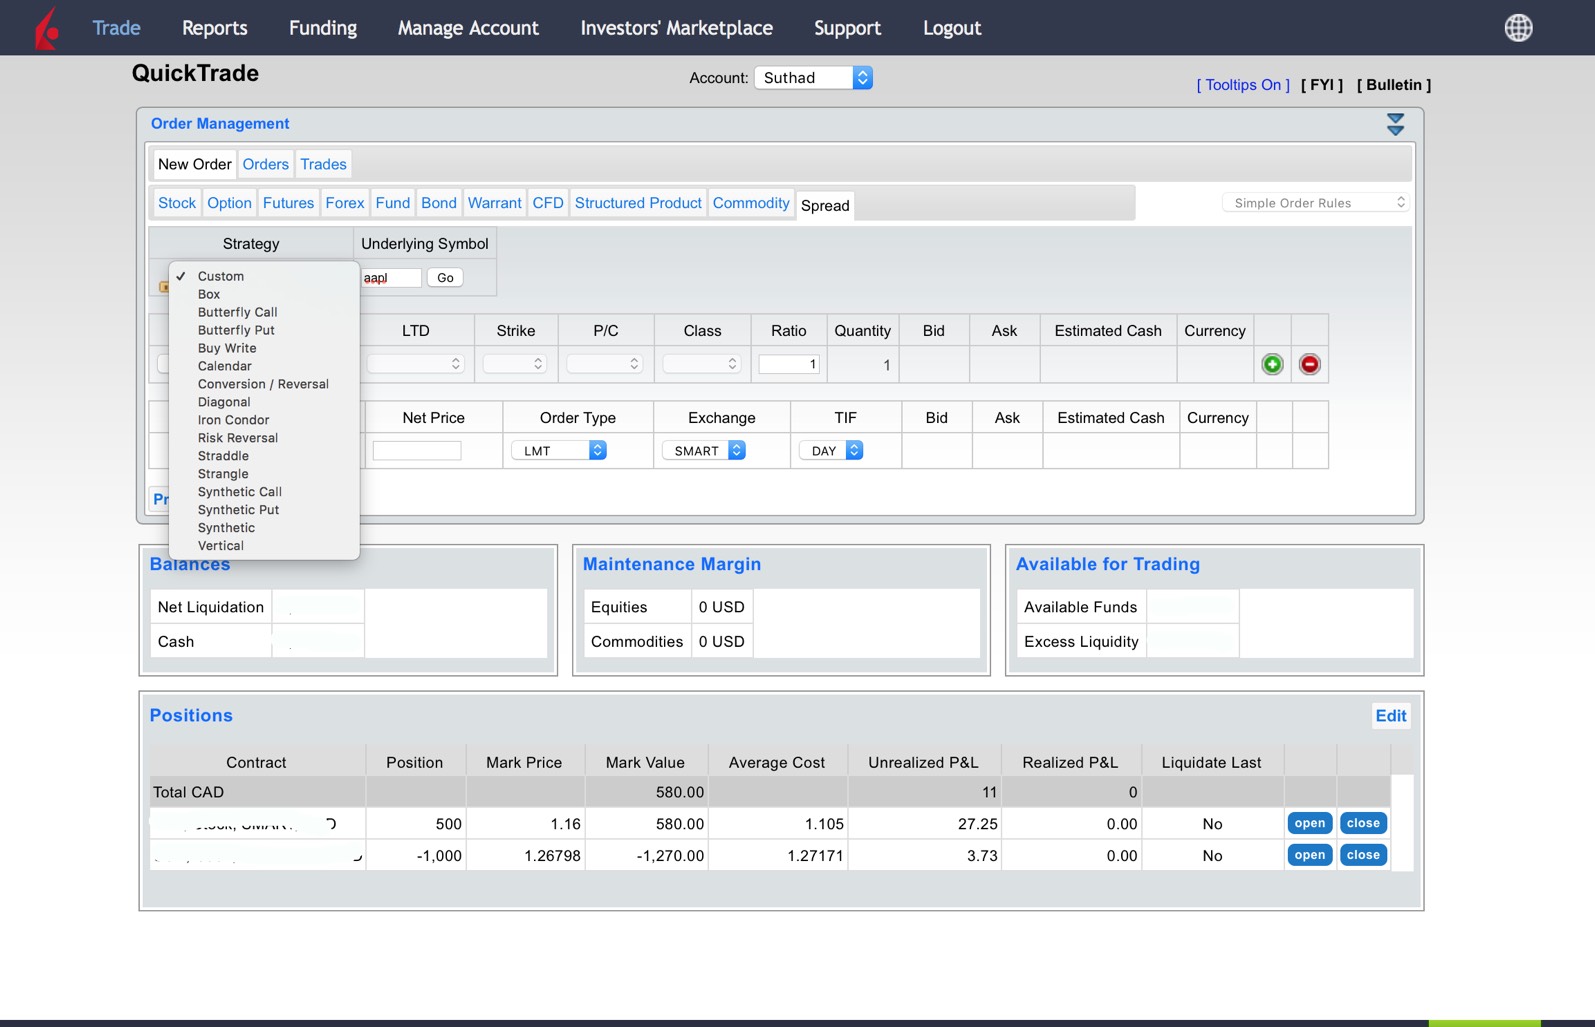 Trade Reports Funding Manage Account Investors' Marketplace Support Logout
QuickTrade
Account: Suthad
[ Tooltips On ] [ FYI ] [ Bulletin ]
Order Management
New Order Orders Trades
Stock Option Futures Forex Fund Bond Warrant CFD Structured Product Commodity Spread
Simple Order Rules
Strategy Underlying Symbol
aapl Go
✓ Custom
Box
Butterfly Call
Butterfly Put
Buy Write
Calendar
Conversion / Reversal
Diagonal
Iron Condor
Risk Reversal
Straddle
Strangle
Synthetic Call
Synthetic Put
Synthetic
Vertical
LTD Strike P/C Class Ratio Quantity Bid Ask Estimated Cash Currency
1 1
Net Price Order Type Exchange TIF Bid Ask Estimated Cash Currency
LMT SMART DAY
Pr
Balances
Net Liquidation
Cash
Maintenance Margin
Equities 0 USD
Commodities 0 USD
Available for Trading
Available Funds
Excess Liquidity
Positions Edit
Contract Position Mark Price Mark Value Average Cost Unrealized P&L Realized P&L Liquidate Last
Total CAD 580.00 11 0
500 1.16 580.00 1.105 27.25 0.00 No open close
-1,000 1.26798 -1,270.00 1.27171 3.73 0.00 No open close